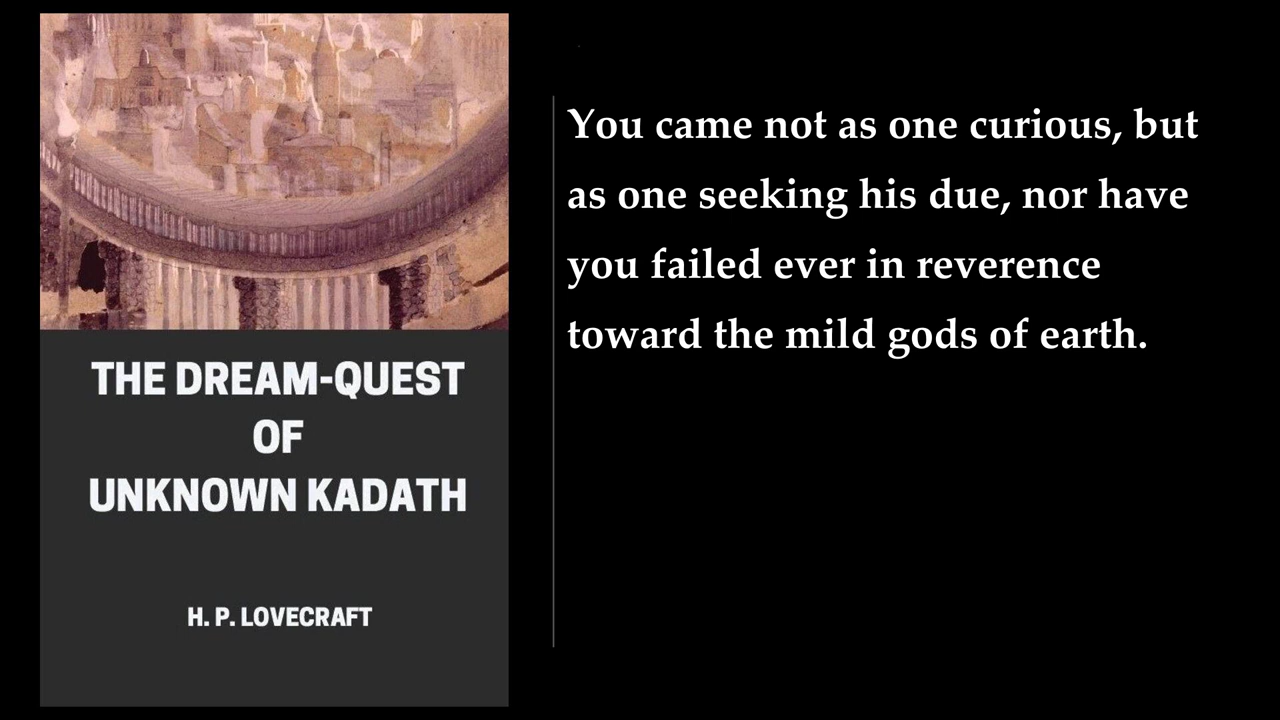 THE DREAM-QUEST
OF
UNKNOWN KADATH
H. P. LOVECRAFT
You came not as one curious, but
as one seeking his due, nor have
you failed ever in reverence
toward the mild gods of earth.